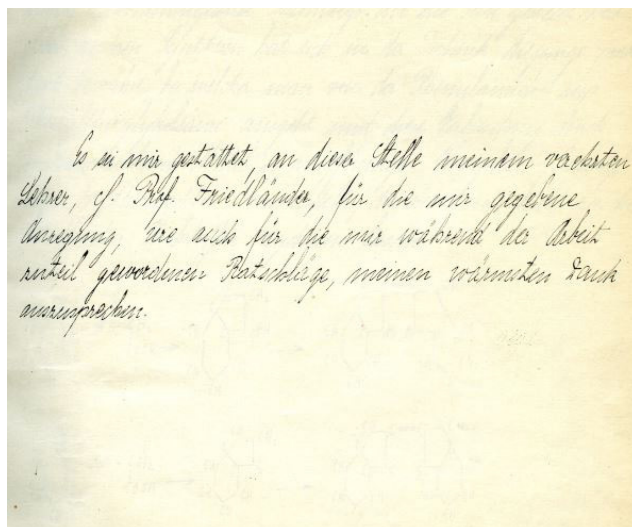 Es sei mir gestattet, an dieser Stelle meinem verehrten
Lehrer, H. Prof. Friedländer, für die mir gegebene
Anregung, wie auch für die mir während der Arbeit
zuteil gewordenen Ratschläge, meinen wärmsten Dank
auszusprechen.